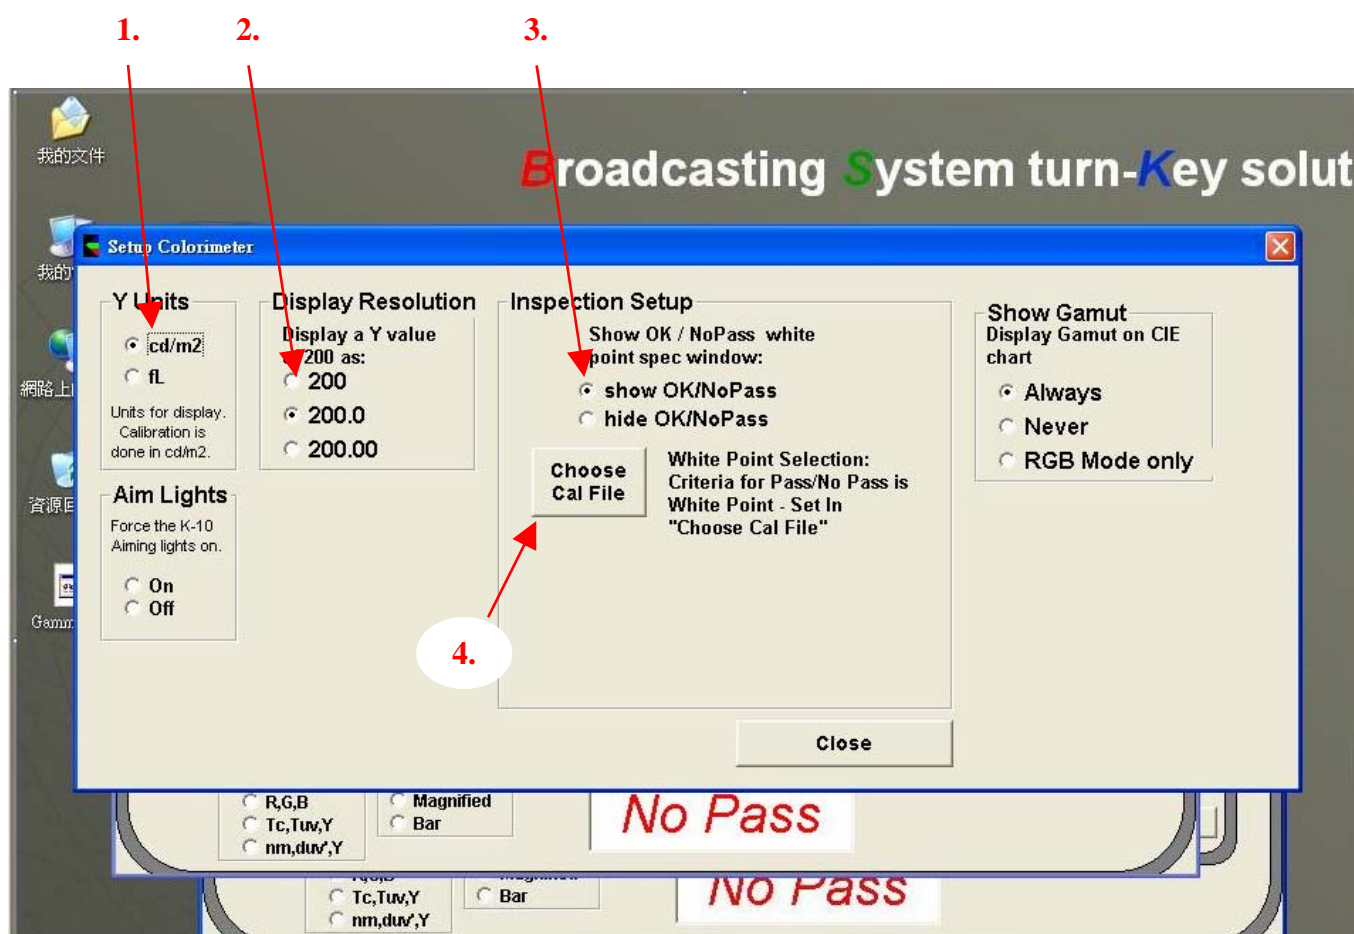 1. 2. 3.
我的文件
Broadcasting System turn-Key solut
Setup Colorimeter
我的
Y Units
cd/m2
fL
Units for display.
Calibration is
done in cd/m2.
Display Resolution
Display a Y value
of 200 as:
200
200.0
200.00
Inspection Setup
Show OK / NoPass white
point spec window:
show OK/NoPass
hide OK/NoPass
Choose
Cal File
White Point Selection:
Criteria for Pass/No Pass is
White Point - Set In
"Choose Cal File"
Show Gamut
Display Gamut on CIE
chart
Always
Never
RGB Mode only
網路上
資源回
Aim Lights
Force the K-10
Aiming lights on.
On
Off
Gamm
4.
Close
R,G,B
Tc,Tuv,Y
nm,duv',Y
Magnified
Bar
No Pass
R,G,B
Tc,Tuv,Y
nm,duv',Y
Magnified
Bar
No Pass